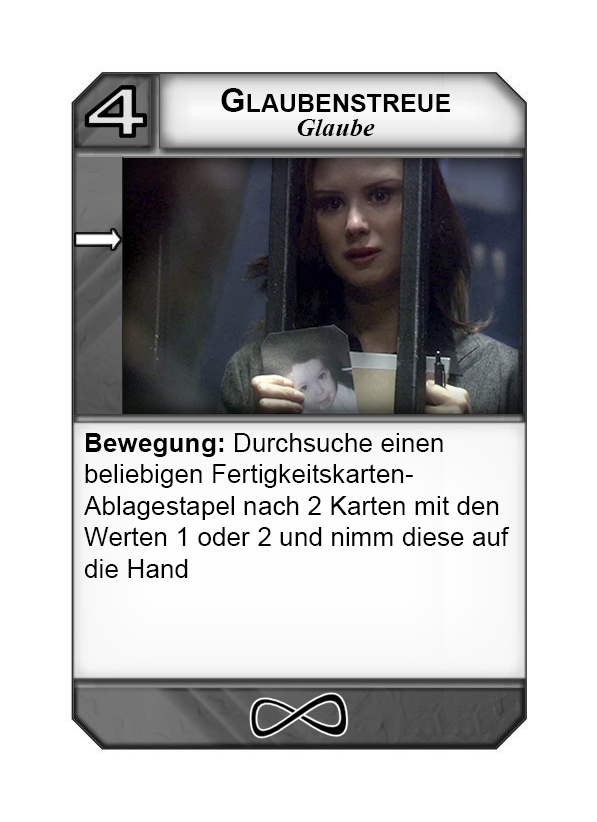 4
GLAUBENSTREUE
Glaube
Bewegung: Durchsuche einen
beliebigen Fertigkeitskarten-
Ablagestapel nach 2 Karten mit den
Werten 1 oder 2 und nimm diese auf
die Hand